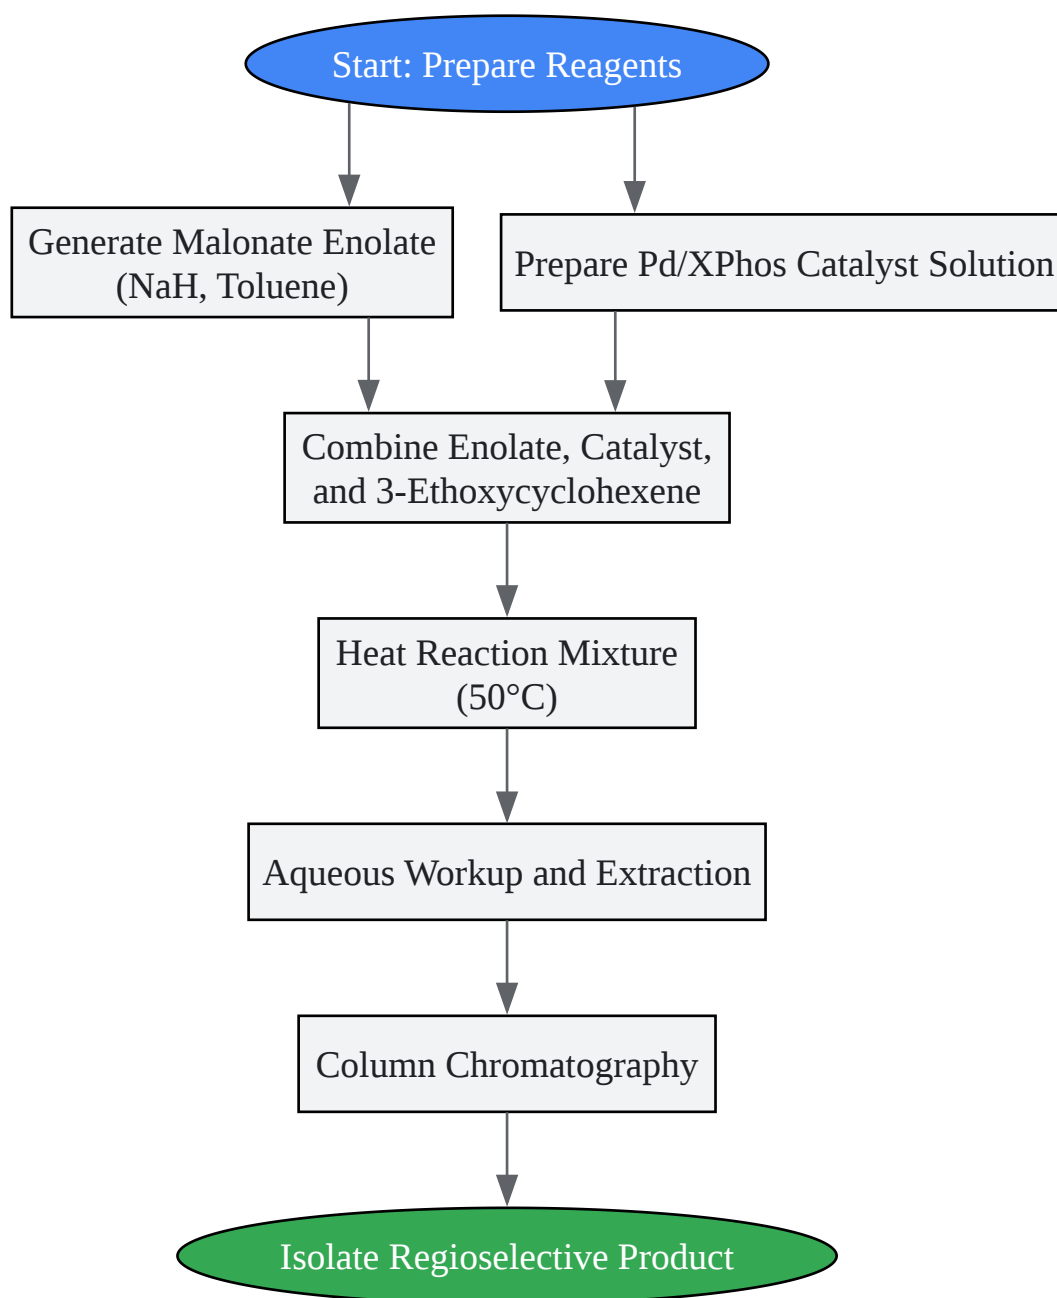 Start: Prepare Reagents
Generate Malonate Enolate
(NaH, Toluene)
Prepare Pd/XPhos Catalyst Solution
Combine Enolate, Catalyst,
and 3-Ethoxycyclohexene
Heat Reaction Mixture
(50°C)
Aqueous Workup and Extraction
Column Chromatography
Isolate Regioselective Product